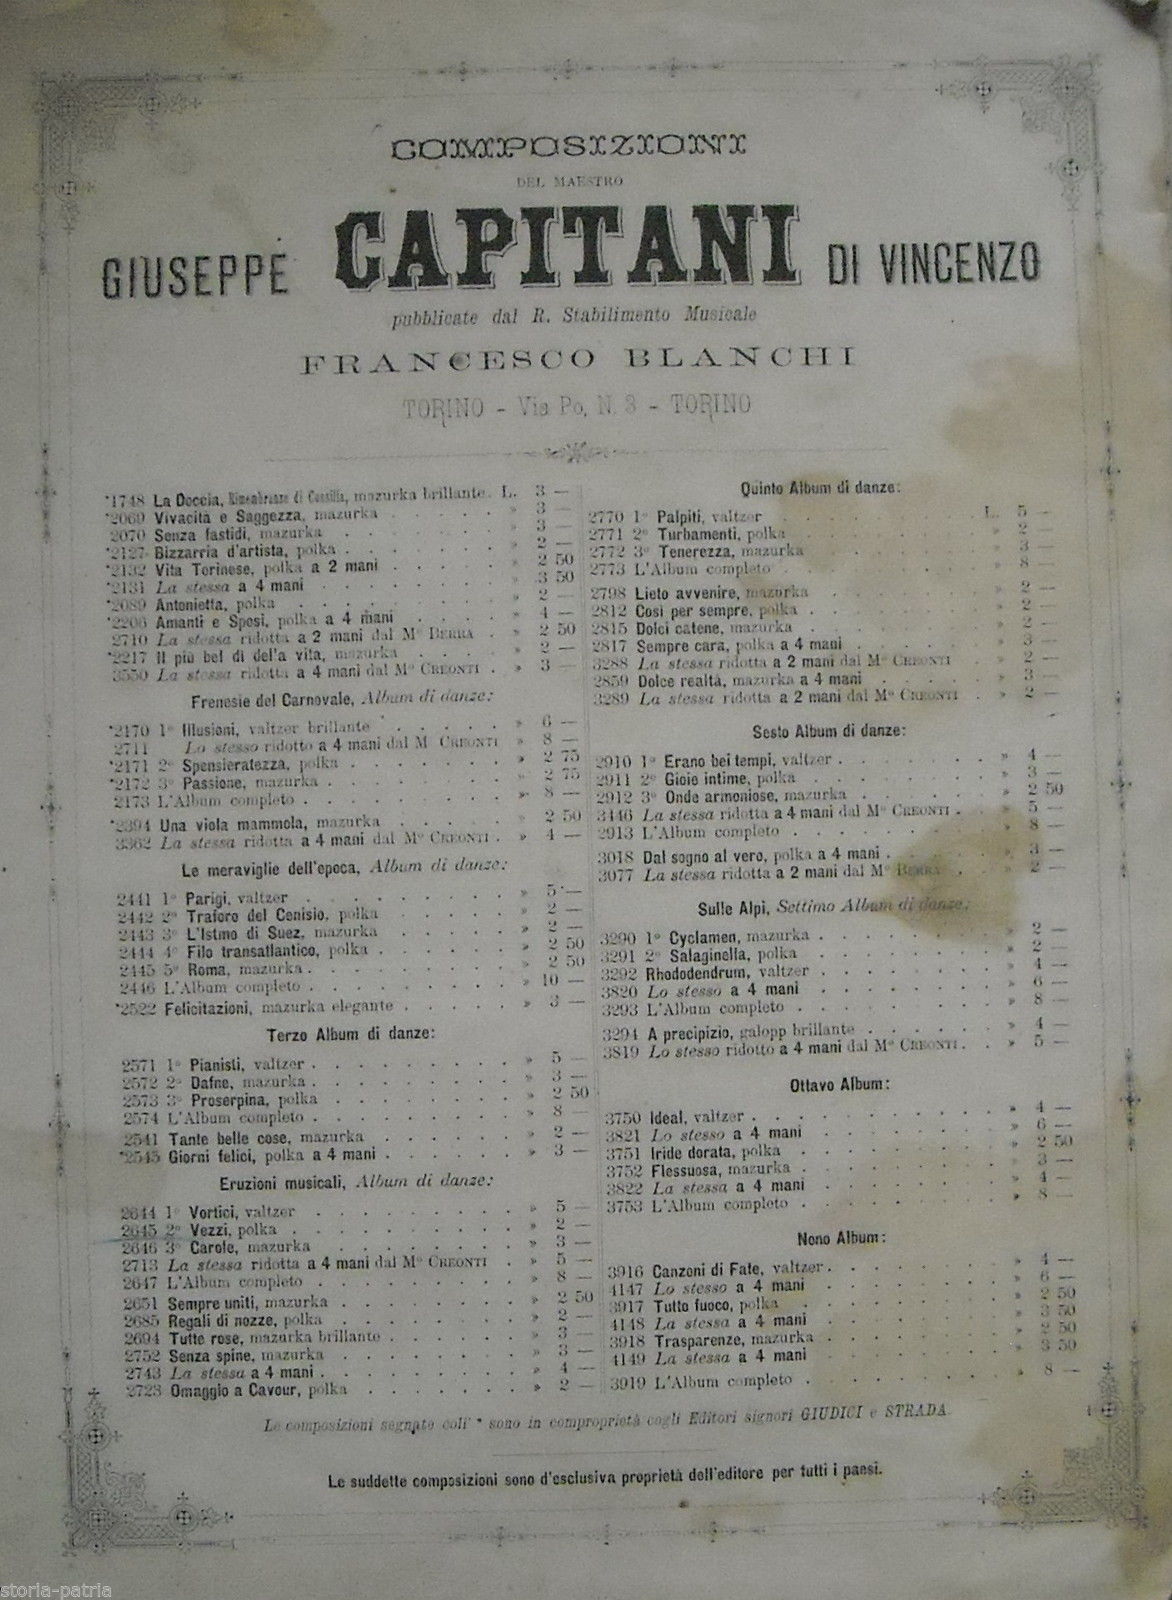 COMPOSIZIONI
DEL MAESTRO
GIUSEPPE CAPITANI DI VINCENZO
pubblicate dal R. Stabilimento Musicale
FRANCESCO BLANCHI
TORINO - Via Po, N. 3 - TORINO
*1748 La Doccia, Rimembranze di Cossilla, mazurka brillante. L. 3 —
*2069 Vivacità e Saggezza, mazurka . . . . » 3 —
2070 Senza fastidi, mazurka . . . . » 3 —
*2127 Bizzarria d'artista, polka . . . . » 2 —
*2132 Vita Torinese, polka a 2 mani . . . . » 2 50
*2131 La stessa a 4 mani . . . . » 3 50
*2089 Antonietta, polka . . . . » 2 —
*2206 Amanti e Sposi, polka a 4 mani . . . . » 4 —
2710 La stessa ridotta a 2 mani dal Mº BERRA . » 2 50
*2217 Il più bel dì del'a vita, mazurka . . . . » 2 —
3550 La stessa ridotta a 4 mani dal Mº CREONTI . » 3 —
Frenesie del Carnovale, Album di danze:
*2170 1º Illusioni, valtzer brillante . . . . » 6 —
2711 Lo stesso ridotto a 4 mani dal M CREONTI » 8 —
*2171 2º Spensieratezza, polka . . . . » 2 75
*2172 3º Passione, mazurka . . . . » 2 75
2173 L'Album completo . . . . » 8 —
*2394 Una viola mammola, mazurka . . . . » 2 50
3362 La stessa ridotta a 4 mani dal Mº CREONTI . » 4 —
Le meraviglie dell'epoca, Album di danze:
2441 1º Parigi, valtzer . . . . » 5 —
2442 2º Traforo del Cenisio, polka . . . . » 2 —
2443 3º L'Istmo di Suez, mazurka . . . . » 2 —
2444 4º Filo transatlantico, polka . . . . » 2 50
2445 5º Roma, mazurka . . . . » 2 50
2446 L'Album completo . . . . » 10 —
*2522 Felicitazioni, mazurka elegante . . . . » 3 —
Terzo Album di danze:
2571 1º Pianisti, valtzer . . . . » 5 —
2572 2º Dafne, mazurka . . . . » 3 —
2573 3º Proserpina, polka . . . . » 2 50
2574 L'Album completo . . . . » 8 —
2541 Tante belle cose, mazurka . . . . » 2 —
*2545 Giorni felici, polka a 4 mani . . . . » 3 —
Eruzioni musicali, Album di danze:
2644 1º Vortici, valtzer . . . . » 5 —
2645 2º Vezzi, polka . . . . » 2 —
2646 3º Carole, mazurka . . . . » 3 —
2713 La stessa ridotta a 4 mani dal Mº CREONTI . » 5 —
2647 L'Album completo . . . . » 8 —
2651 Sempre uniti, mazurka . . . . » 2 50
2685 Regali di nozze, polka . . . . » 2 —
2694 Tutte rose, mazurka brillante . . . . » 3 —
2752 Senza spine, mazurka . . . . » 3 —
2743 La stessa a 4 mani . . . . » 4 —
2723 Omaggio a Cavour, polka . . . . » 2 —
Quinto Album di danze:
2770 1º Palpiti, valtzer . . . . L. 5 —
2771 2º Turbamenti, polka . . . . » 2 —
2772 3º Tenerezza, mazurka . . . . » 3 —
2773 L'Album completo . . . . » 8 —
2798 Lieto avvenire, mazurka . . . . » 2 —
2812 Così per sempre, polka . . . . » 2 —
2815 Dolci catene, mazurka . . . . » 2 —
2817 Sempre cara, polka a 4 mani . . . . » 3 —
3288 La stessa ridotta a 2 mani dal Mº CREONTI . » 2 —
2859 Dolce realtà, mazurka a 4 mani . . . . » 3 —
3289 La stessa ridotta a 2 mani dal Mº CREONTI . » 2 —
Sesto Album di danze:
2910 1º Erano bei tempi, valtzer . . . . » 4 —
2911 2º Gioie intime, polka . . . . » 3 —
2912 3º Onde armoniose, mazurka . . . . » 2 50
3446 La stessa ridotta a 4 mani dal Mº CREONTI . » 5 —
2913 L'Album completo . . . . » 8 —
3018 Dal sogno al vero, polka a 4 mani . . . . » 3 —
3077 La stessa ridotta a 2 mani dal Mº BERRA . » 2 —
Sulle Alpi, Settimo Album di danze:
3290 1º Cyclamen, mazurka . . . . » 2 —
3291 2º Salaginella, polka . . . . » 2 —
3292 Rhododendrum, valtzer . . . . » 4 —
3820 Lo stesso a 4 mani . . . . » 6 —
3293 L'Album completo . . . . » 8 —
3294 A precipizio, galopp brillante . . . . » 4 —
3819 Lo stesso ridotto a 4 mani dal Mº CREONTI . . » 5 —
Ottavo Album:
3750 Ideal, valtzer . . . . » 4 —
3821 Lo stesso a 4 mani . . . . » 6 —
3751 Iride dorata, polka . . . . » 2 50
3752 Flessuosa, mazurka . . . . » 3 —
3822 La stessa a 4 mani . . . . » 4 —
3753 L'Album completo . . . . » 8 —
Nono Album:
3916 Canzoni di Fate, valtzer . . . . » 4 —
4147 Lo stesso a 4 mani . . . . » 6 —
3917 Tutto fuoco, polka . . . . » 2 50
4148 La stessa a 4 mani . . . . » 3 50
3918 Trasparenze, mazurka . . . . » 2 50
4149 La stessa a 4 mani . . . . » 3 50
3919 L'Album completo . . . . » 8 —
Le composizioni segnate coll' * sono in comproprietà cogli Editori signori GIUDICI e STRADA
Le suddette composizioni sono d'esclusiva proprietà dell'editore per tutti i paesi.
storia-patria